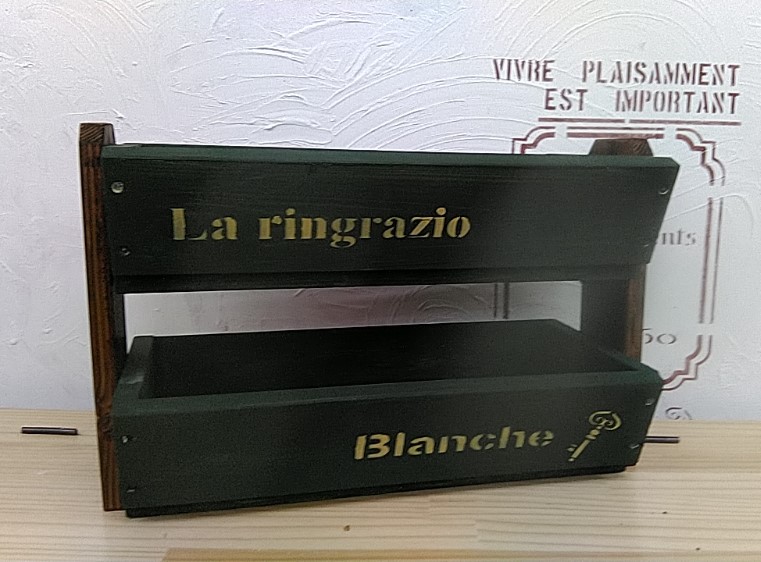 VIVRE PLAISAMMENT
EST IMPORTANT
La ringrazio
Blanche